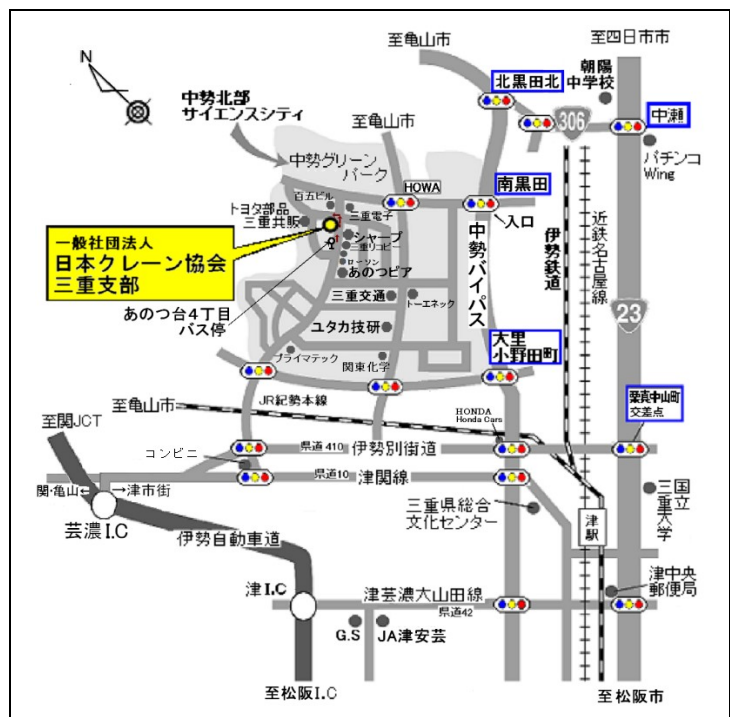 N
至亀山市
至四日市市
朝陽
中学校
北黒田北
306
中瀬
中勢北部
サイエンスシティ
至亀山市
パチンコ
Wing
中勢グリーン
パーク
HOWA
南黒田
百五ビル
トヨタ部品
三重共販
三重電子
入口
一般社団法人
日本クレーン協会
三重支部
シャープ
三重リコピー
ローソン
あのつピア
中勢バイパス
伊勢鉄道
近鉄名古屋線
あのつ台4丁目
バス停
三重交通
トーエネック
23
ユタカ技研
大里
小野田町
プライマテック
関東化学
JR紀勢本線
栗真中山町
交差点
至亀山市
至関JCT
HONDA
Honda Cars
コンビニ
県道410
伊勢別街道
県道10
津関線
関・亀山←
→津市街
芸濃I.C
三重県総合
文化センター
三国
重立
大学
伊勢自動車道
津駅
津I.C
津芸濃大山田線
県道42
津中央
郵便局
G.S
JA津安芸
至松阪I.C
至松阪市